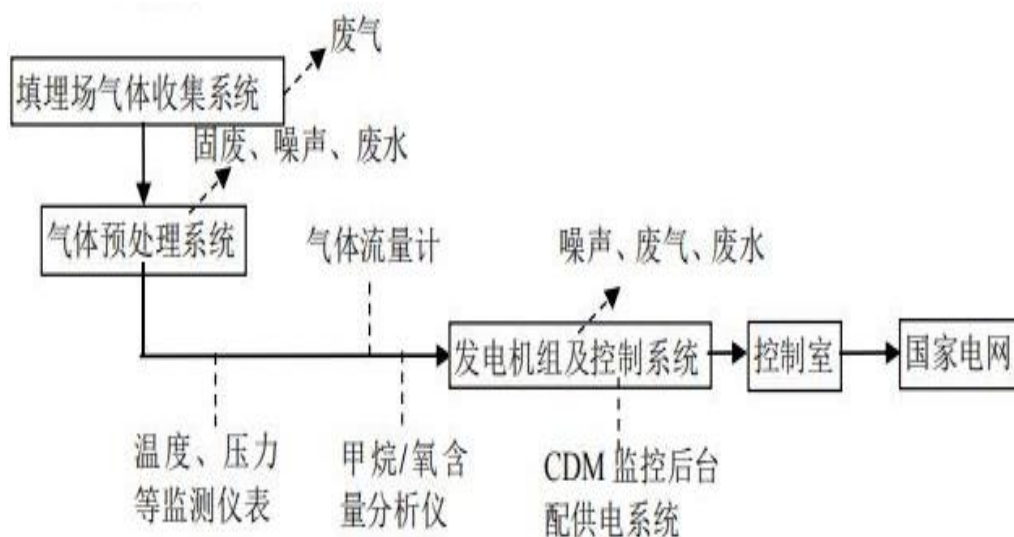 废气
填埋场气体收集系统
固废、噪声、废水
气体预处理系统
气体流量计
噪声、废气、废水
发电机组及控制系统
控制室
国家电网
温度、压力
等监测仪表
甲烷/氧含
量分析仪
CDM 监控后台
配供电系统